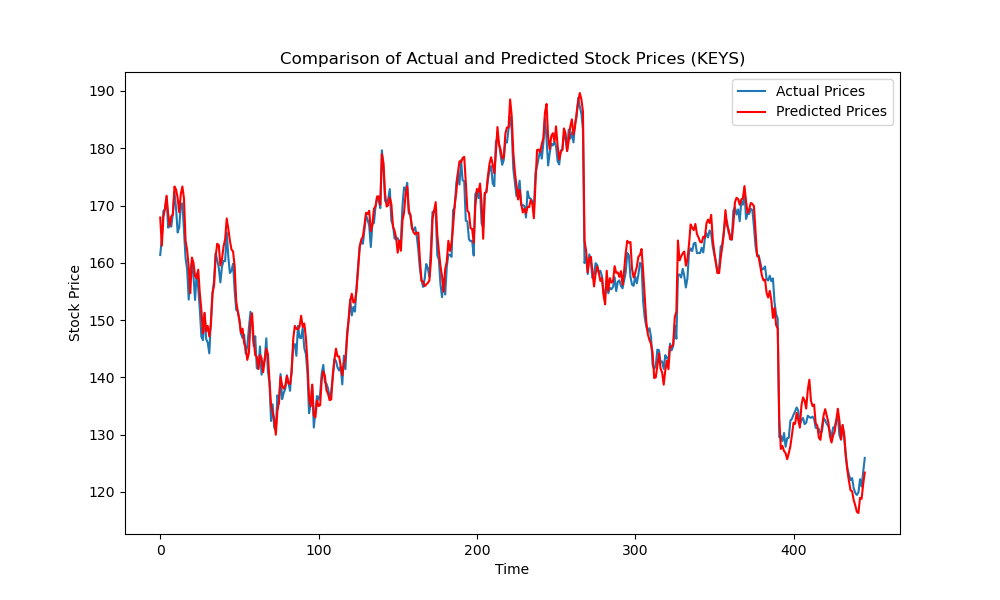 Comparison of Actual and Predicted Stock Prices (KEYS)
Actual Prices
Predicted Prices
190
180
170
160
150
140
130
120
Stock Price
0 100 200 300 400
Time